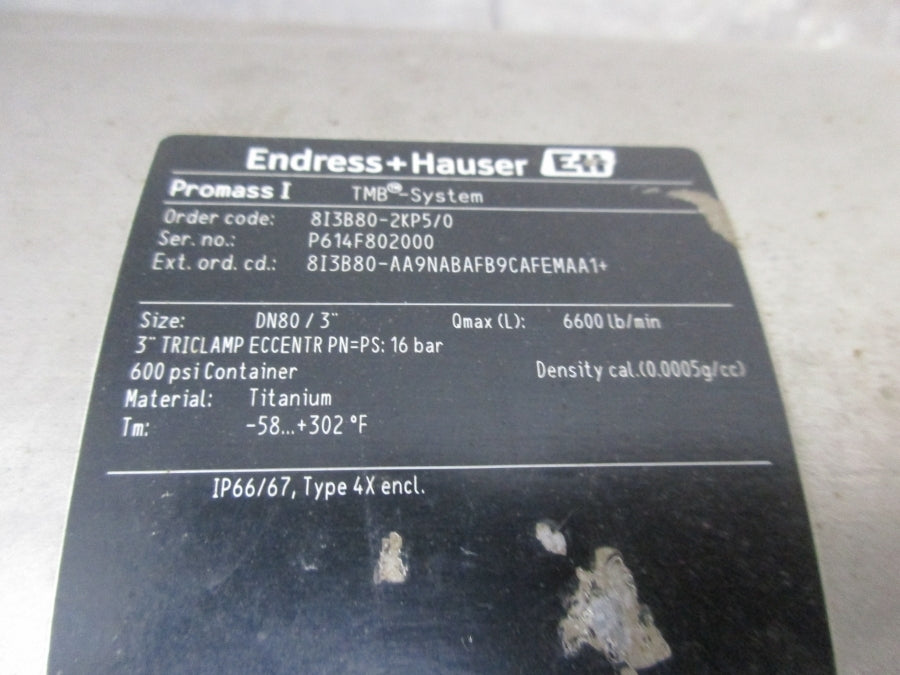 Endress+Hauser EH
Promass I TMB™-System
Order code: 8I3B80-2KP5/0
Ser. no.: P614F802000
Ext. ord. cd.: 8I3B80-AA9NABAFB9CAFEMAA1+
Size: DN80 / 3" Qmax (L): 6600 lb/min
3" TRICLAMP ECCENTR PN=PS: 16 bar
600 psi Container Density cal.(0.0005g/cc)
Material: Titanium
Tm: -58...+302 °F
IP66/67, Type 4X encl.